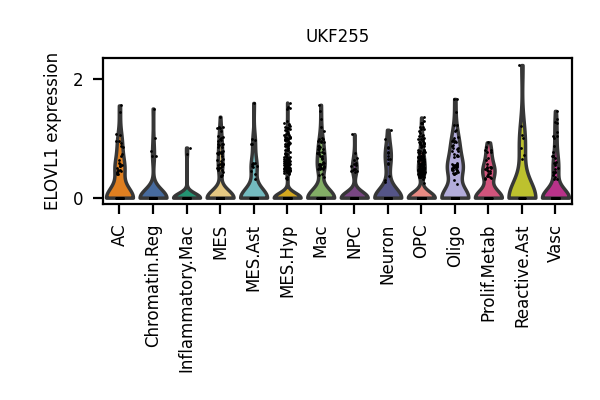 UKF255
ELOVL1 expression
2
0
AC
Chromatin.Reg
Inflammatory.Mac
MES
MES.Ast
MES.Hyp
Mac
NPC
Neuron
OPC
Oligo
Prolif.Metab
Reactive.Ast
Vasc